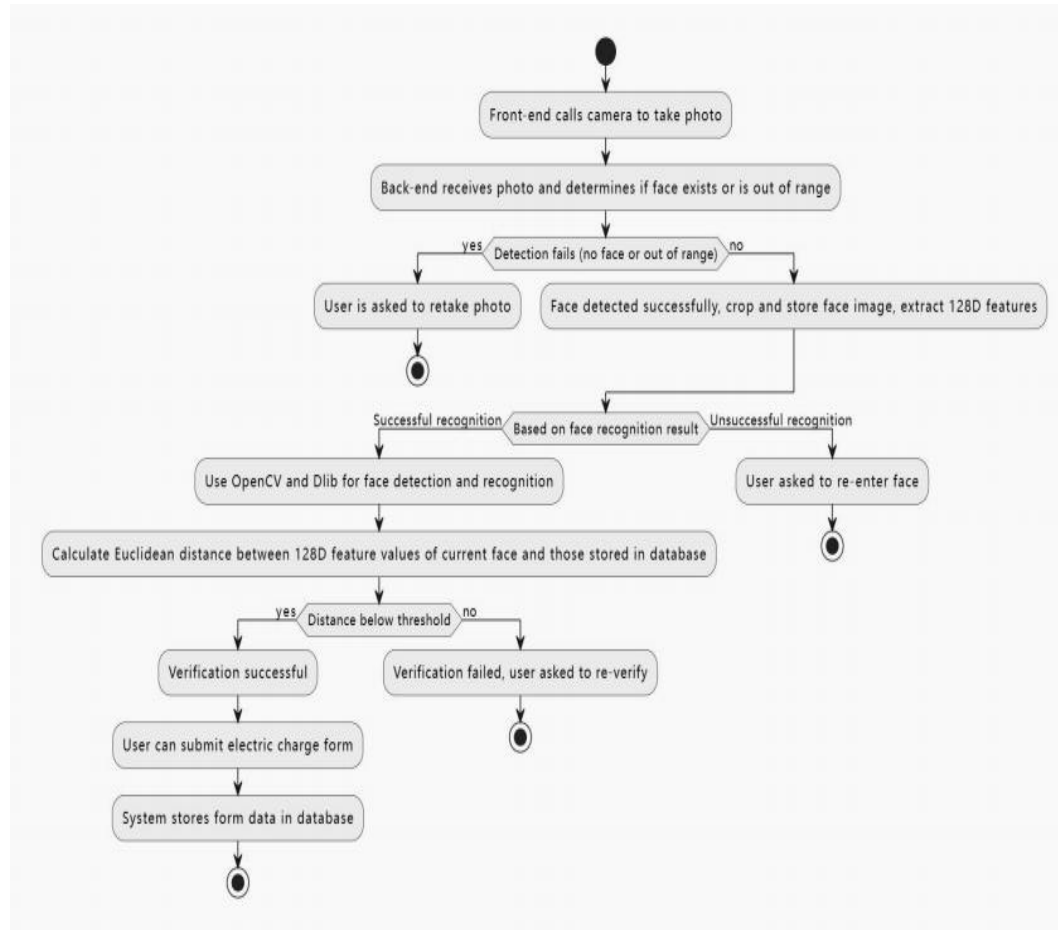 Front-end calls camera to take photo
Back-end receives photo and determines if face exists or is out of range
yes
Detection fails (no face or out of range)
no
User is asked to retake photo
Face detected successfully, crop and store face image, extract 128D features
Successful recognition
Based on face recognition result
Unsuccessful recognition
Use OpenCV and Dlib for face detection and recognition
User asked to re-enter face
Calculate Euclidean distance between 128D feature values of current face and those stored in database
yes
Distance below threshold
no
Verification successful
Verification failed, user asked to re-verify
User can submit electric charge form
System stores form data in database